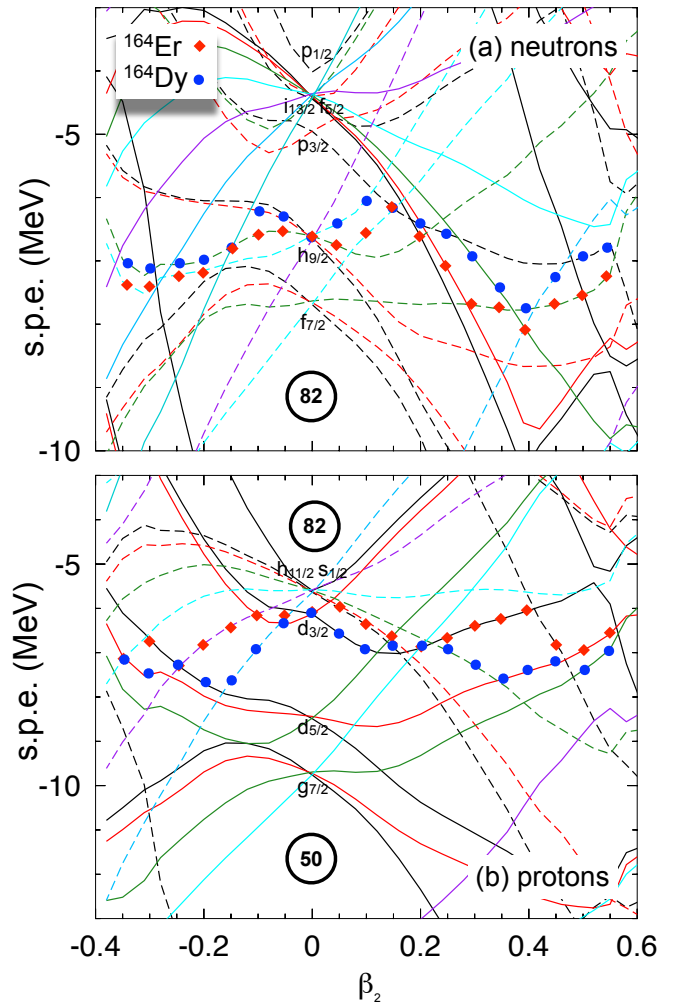 p1/2
164Er
(a) neutrons
164Dy
i13/2 f5/2
-5
p3/2
s.p.e. (MeV)
h9/2
f7/2
82
-10
82
-5
h11/2 s1/2
d3/2
s.p.e. (MeV)
d5/2
g7/2
-10
50
(b) protons
-0.4 -0.2 0 0.2 0.4 0.6
β2